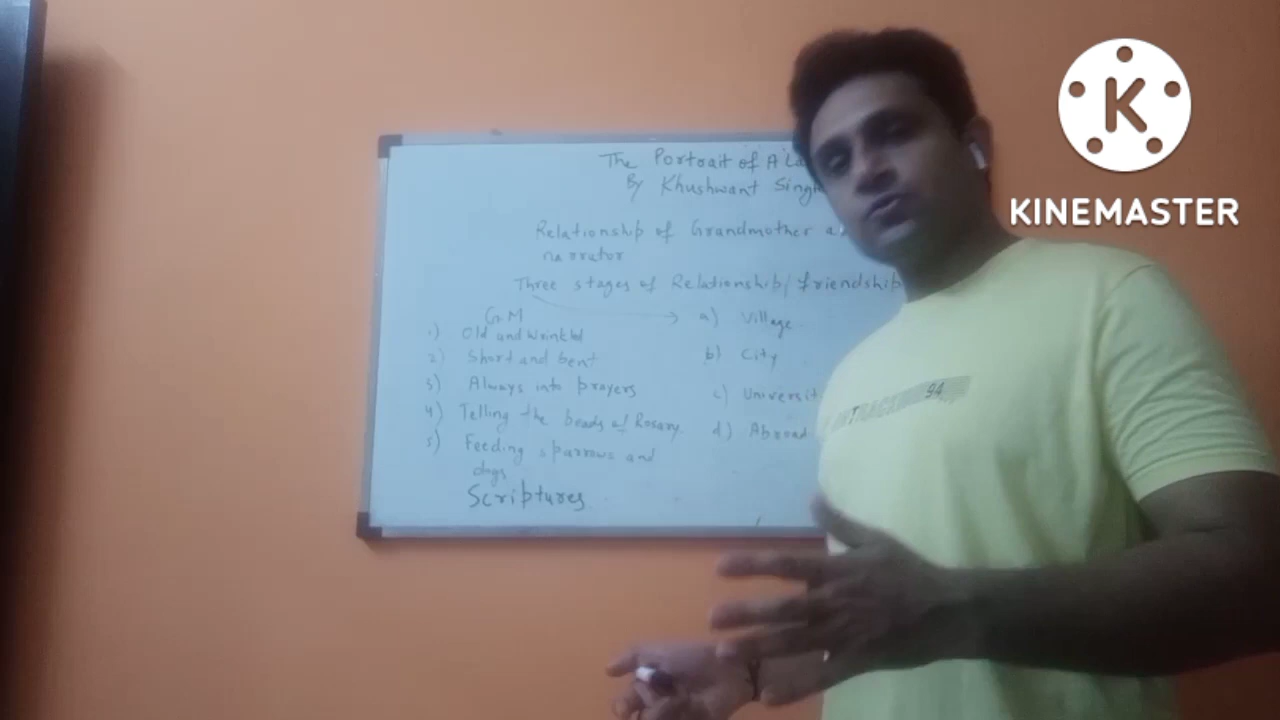 The Portrait of A La
By Khushwant Singh
Relationship of Grandmother a
narrator
Three stages of Relationship/friendship
G.M
1) Old and Wrinkled
2) Short and bent
3) Always into prayers
4) Telling the beads of Rosary
5) Feeding sparrows and
dogs
Scriptures
a) Village
b) City
c) Universit
d) Abroad
94
K
KINEMASTER